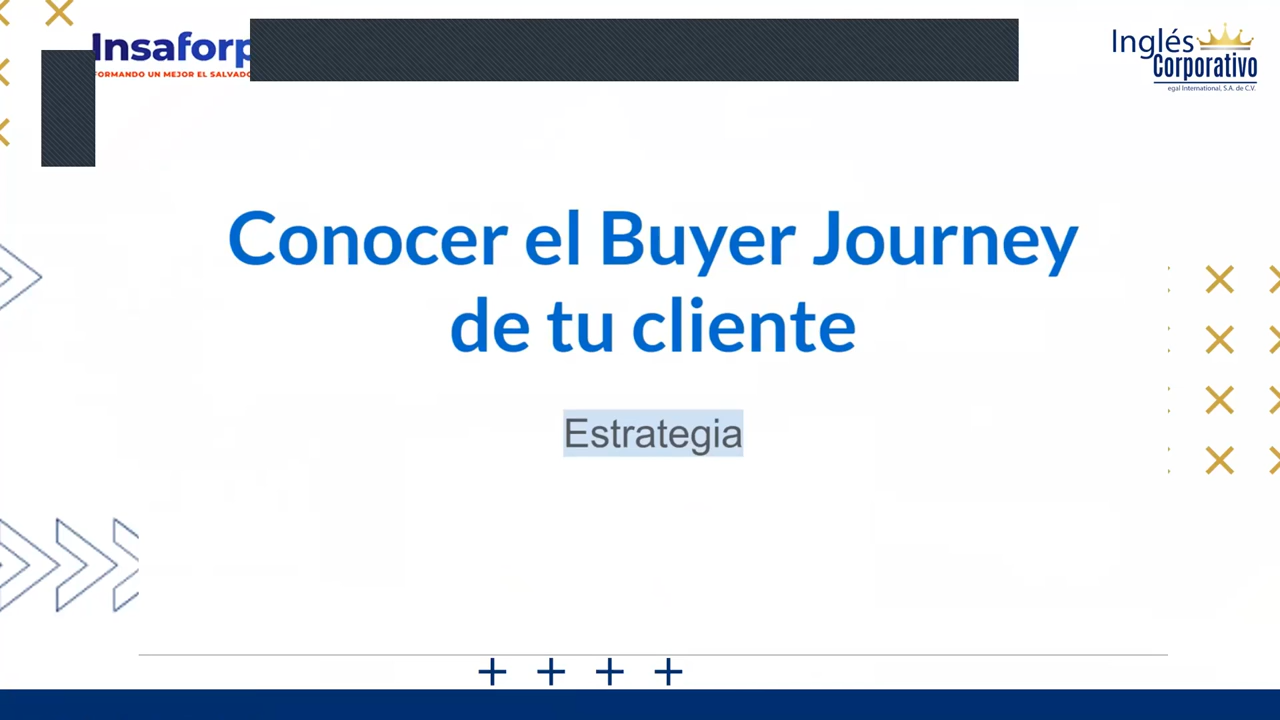 Insaforp
FORMANDO UN MEJOR EL SALVADO
Inglés
Corporativo
egal International, S.A. de C.V.
Conocer el Buyer Journey
de tu cliente
Estrategia